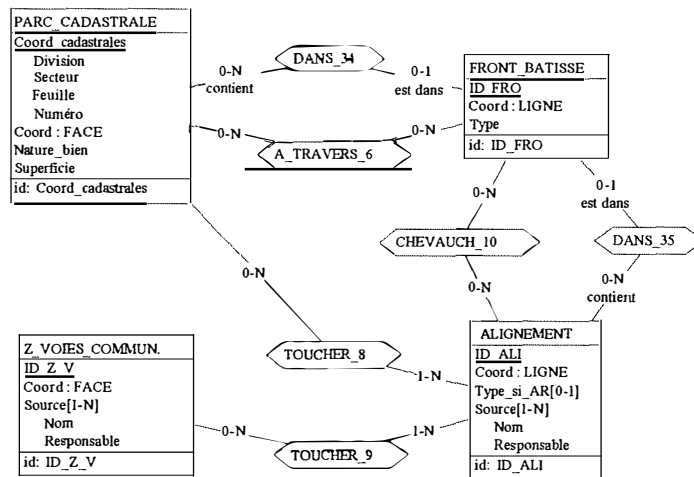 PARC_CADASTRALE
Coord_cadastrales
Division
Secteur
Feuille
Numéro
Coord : FACE
Nature_bien
Superficie
id: Coord_cadastrales
0-N
contient
DANS_34
0-1
est dans
0-N
A_TRAVERS_6
0-N
FRONT_BATISSE
ID_FRO
Coord : LIGNE
Type
id: ID_FRO
0-N
CHEVAUCH_10
0-N
0-1
est dans
DANS_35
0-N
contient
0-N
TOUCHER_8
1-N
Z_VOIES_COMMUN.
ID_Z_V
Coord : FACE
Source[1-N]
Nom
Responsable
id: ID_Z_V
0-N
TOUCHER_9
1-N
ALIGNEMENT
ID_ALI
Coord : LIGNE
Type_si_AR[0-1]
Source[1-N]
Nom
Responsable
id: ID_ALI